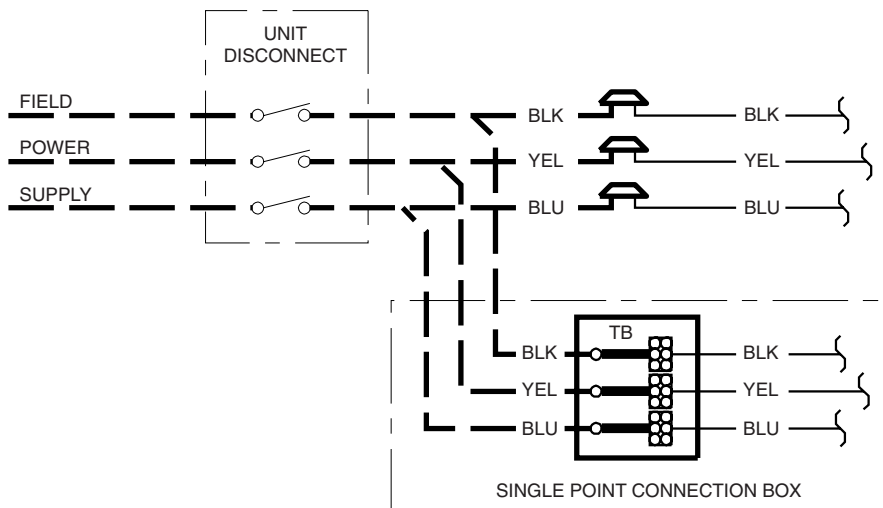 UNIT
DISCONNECT
FIELD
BLK
BLK
POWER
YEL
YEL
SUPPLY
BLU
BLU
TB
BLK
BLK
YEL
YEL
BLU
BLU
SINGLE POINT CONNECTION BOX